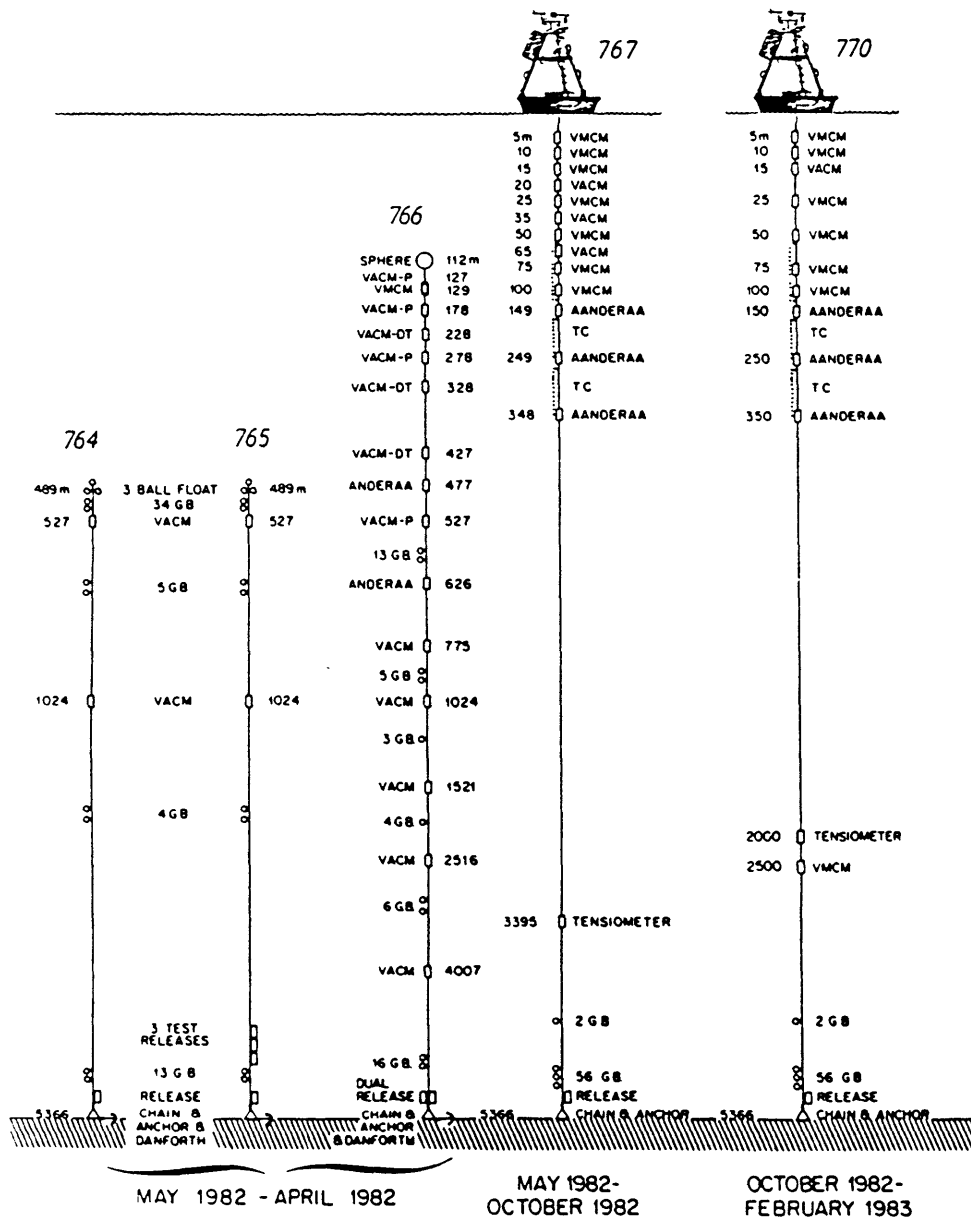 767
770
5m VMCM
10 VMCM
15 VMCM
20 VACM
25 VMCM
35 VACM
50 VMCM
65 VACM
75 VMCM
100 VMCM
149 AANDERAA
TC
249 AANDERAA
TC
348 AANDERAA
3395 TENSIOMETER
2 GB
56 GB.
RELEASE
5366 CHAIN & ANCHOR
5m VMCM
10 VMCM
15 VACM
25 VMCM
50 VMCM
75 VMCM
100 VMCM
150 AANDERAA
TC
250 AANDERAA
TC
350 AANDERAA
2000 TENSIOMETER
2500 VMCM
2 GB
56 GB.
RELEASE
5366 CHAIN & ANCHOR
766
SPHERE 112m
VACM-P 127
VMCM 129
VACM-P 178
VACM-DT 228
VACM-P 278
VACM-DT 328
VACM-DT 427
ANDERAA 477
VACM-P 527
13 GB.
ANDERAA 626
VACM 775
5 GB
VACM 1024
3 GB.
VACM 1521
4 GB.
VACM 2516
6 GB.
VACM 4007
16 GB.
DUAL
RELEASE
CHAIN &
ANCHOR
& DANFORTH
764
765
489m 3 BALL FLOAT 489m
34 GB
527 VACM 527
5 GB
1024 VACM 1024
4 GB
3 TEST
RELEASES
13 GB
RELEASE
5366 CHAIN &
ANCHOR &
DANFORTH
MAY 1982 - APRIL 1982
MAY 1982-
OCTOBER 1982
OCTOBER 1982-
FEBRUARY 1983